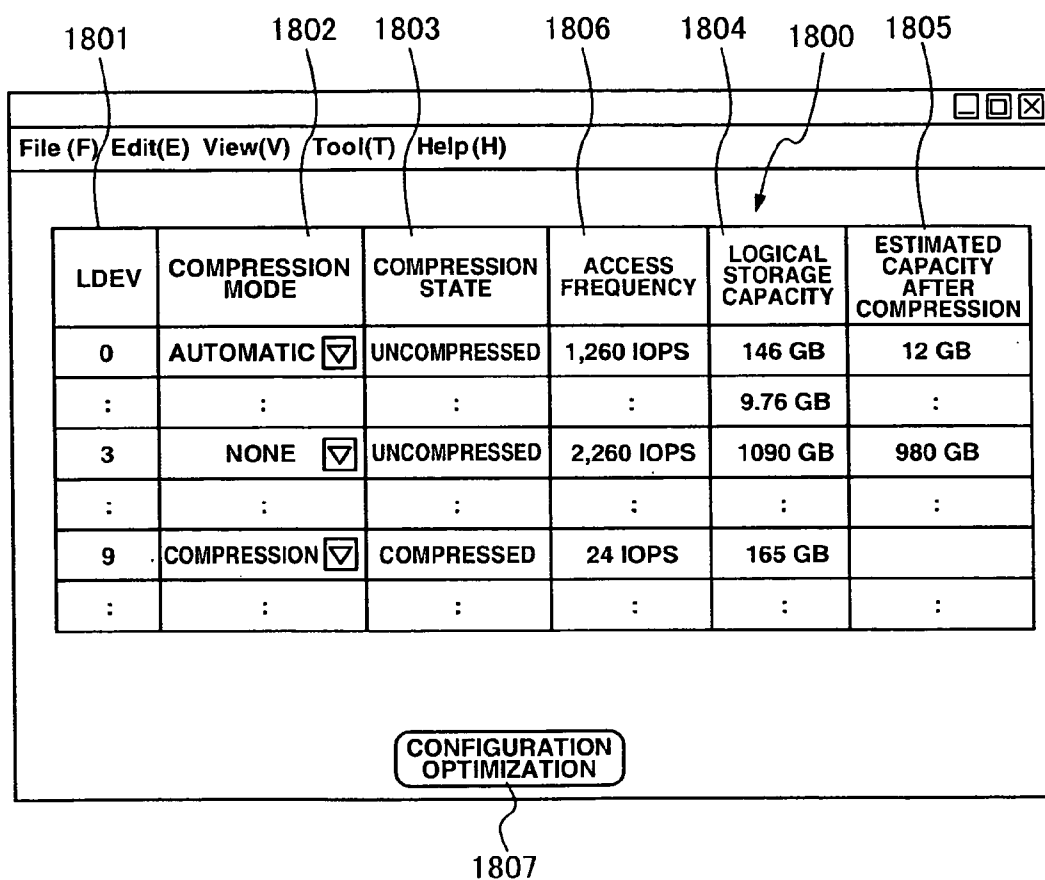 1801 1802 1803 1806 1804 1800 1805
File (F) Edit(E) View(V) Tool(T) Help(H)
LDEV
COMPRESSION
MODE
COMPRESSION
STATE
ACCESS
FREQUENCY
LOGICAL
STORAGE
CAPACITY
ESTIMATED
CAPACITY
AFTER
COMPRESSION
0 AUTOMATIC UNCOMPRESSED 1,260 IOPS 146 GB 12 GB
: : : : 9.76 GB :
3 NONE UNCOMPRESSED 2,260 IOPS 1090 GB 980 GB
: : : : : :
9 COMPRESSION COMPRESSED 24 IOPS 165 GB
: : : : : :
CONFIGURATION
OPTIMIZATION
1807